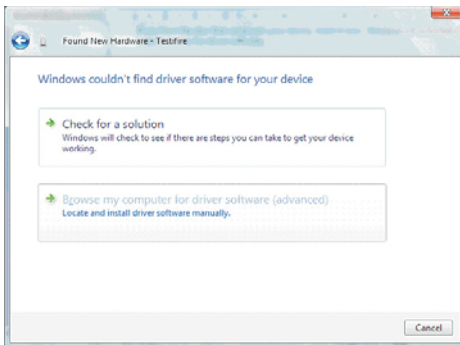 Found New Hardware - Testifire
Windows couldn't find driver software for your device
Check for a solution
Windows will check to see if there are steps you can take to get your device
working.
Browse my computer for driver software (advanced)
Locate and install driver software manually.
Cancel